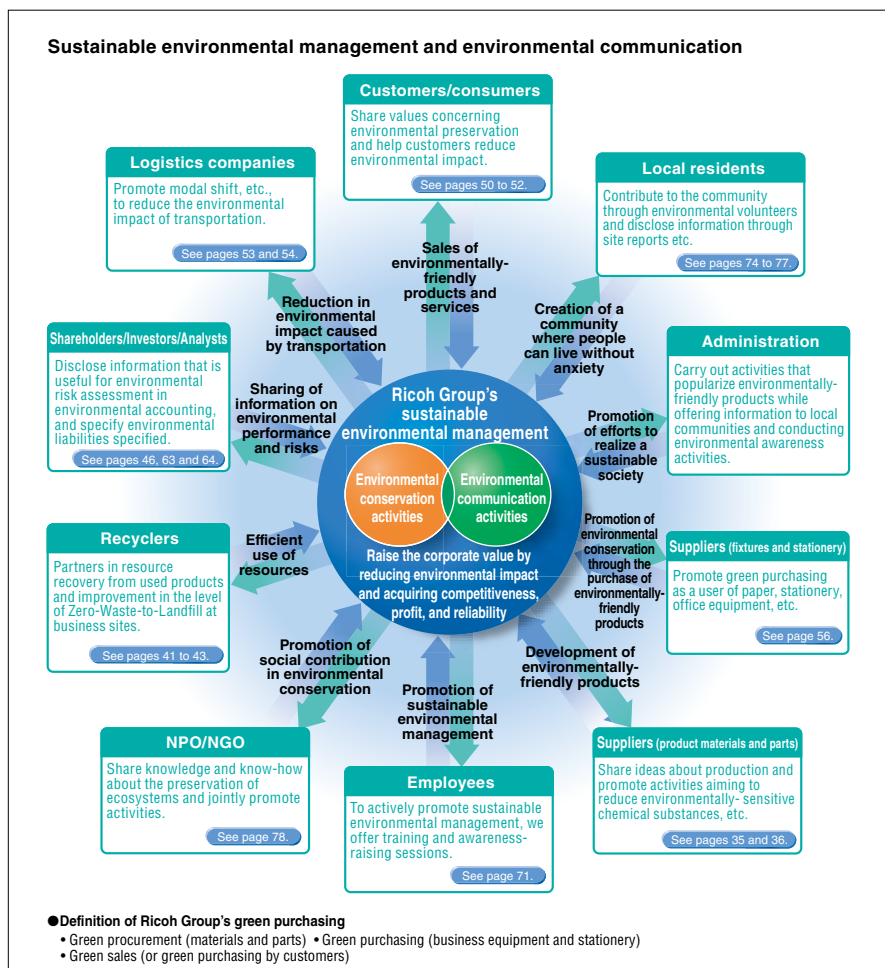 Sustainable environmental management and environmental communication
Customers/consumers
Share values concerning
environmental preservation
and help customers reduce
environmental impact.
See pages 50 to 52.
Logistics companies
Promote modal shift, etc.,
to reduce the environmental
impact of transportation.
See pages 53 and 54.
Local residents
Contribute to the community
through environmental volunteers
and disclose information through
site reports etc.
See pages 74 to 77.
Sales of
environmentally-
friendly
products and
services
Reduction in
environmental
impact caused
by transportation
Creation of a
community
where people
can live without
anxiety
Shareholders/Investors/Analysts
Disclose information that is
useful for environmental
risk assessment in
environmental accounting,
and specify environmental
liabilities specified.
See pages 46, 63 and 64.
Sharing of
information on
environmental
performance
and risks
Administration
Carry out activities that
popularize environmentally-
friendly products while
offering information to local
communities and conducting
environmental awareness
activities.
Promotion
of efforts to
realize a
sustainable
society
Ricoh Group's
sustainable
environmental management
Environmental
conservation
activities
Environmental
communication
activities
Raise the corporate value by
reducing environmental impact
and acquiring competitiveness,
profit, and reliability
Recyclers
Partners in resource
recovery from used products
and improvement in the level
of Zero-Waste-to-Landfill at
business sites.
See pages 41 to 43.
Efficient
use of
resources
Promotion of
environmental
conservation
through the
purchase of
environmentally-
friendly
products
Suppliers (fixtures and stationery)
Promote green purchasing
as a user of paper, stationery,
office equipment, etc.
See page 56.
Promotion of
social contribution
in environmental
conservation
Promotion of
sustainable
environmental
management
Development of
environmentally-
friendly products
NPO/NGO
Share knowledge and know-how
about the preservation of
ecosystems and jointly promote
activities.
See page 78.
Employees
To actively promote sustainable
environmental management, we
offer training and awareness-
raising sessions.
See page 71.
Suppliers (product materials and parts)
Share ideas about production and
promote activities aiming to
reduce environmentally- sensitive
chemical substances, etc.
See pages 35 and 36.
●Definition of Ricoh Group's green purchasing
• Green procurement (materials and parts) • Green purchasing (business equipment and stationery)
• Green sales (or green purchasing by customers)